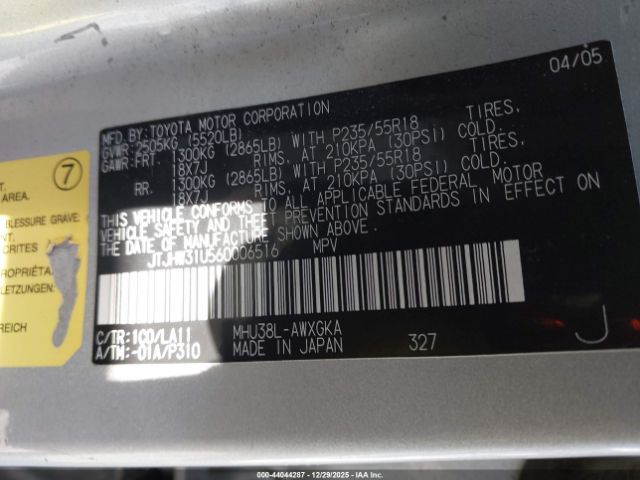 04/05
MFD.BY:TOYOTA MOTOR CORPORATION
GVWR:2505KG (5520LB)
GAWR:FRT. 1300KG (2865LB) WITH P235/55R18 TIRES,
18X7J RIMS, AT 210KPA (30PSI) COLD.
RR. 1300KG (2865LB) WITH P235/55R18 TIRES,
18X7J RIMS, AT 210KPA (30PSI) COLD.
THIS VEHICLE CONFORMS TO ALL APPLICABLE FEDERAL MOTOR
VEHICLE SAFETY AND THEFT PREVENTION STANDARDS IN EFFECT ON
THE DATE OF MANUFACTURE SHOWN ABOVE.
JTJHW31U560006516 MPV
C/TR:1C0/LA11 MHU38L-AWXGKA
A/TM:-01A/P310 MADE IN JAPAN 327 J
7
AREA.
BLESSURE GRAVE.
NT.
CRITES
PROPRIÉTA
LETZUNGEN.
REICH
000-44044287 - 12/29/2025 - IAA Inc.